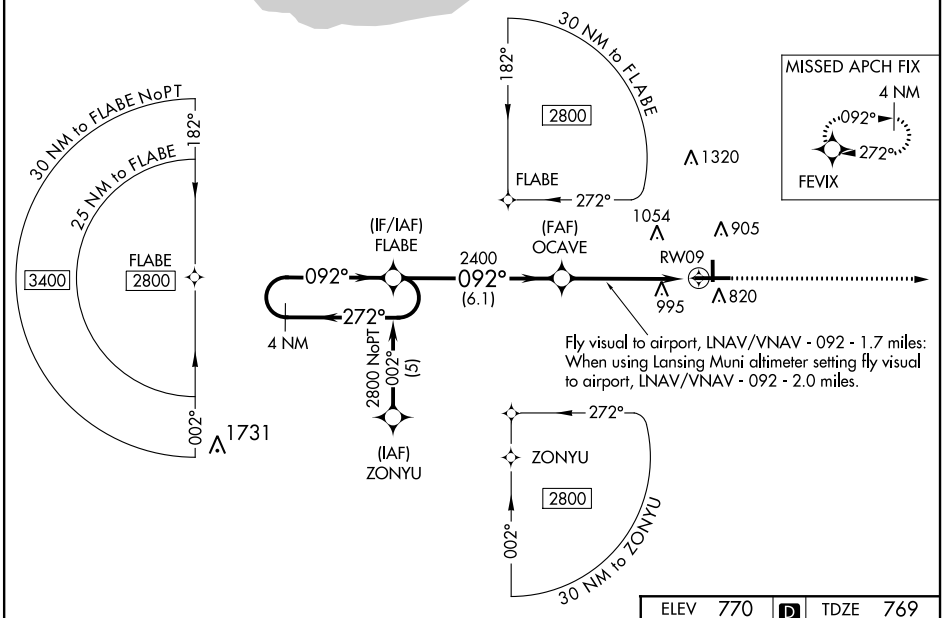 30 NM to FLABE NoPT
25 NM to FLABE
182°
FLABE
3400
2800
002°
1731
30 NM to FLABE
182°
2800
FLABE
272°
MISSED APCH FIX
4 NM
092°
272°
FEVIX
1320
1054
905
(IF/IAF)
FLABE
(FAF)
OCAVE
RW09
092°
2400
092°
(6.1)
272°
4 NM
995
820
2800 NoPT
002°
(5)
(IAF)
ZONYU
Fly visual to airport, LNAV/VNAV - 092 - 1.7 miles:
When using Lansing Muni altimeter setting fly visual
to airport, LNAV/VNAV - 092 - 2.0 miles.
272°
ZONYU
2800
002°
30 NM to ZONYU
ELEV 770 D TDZE 769